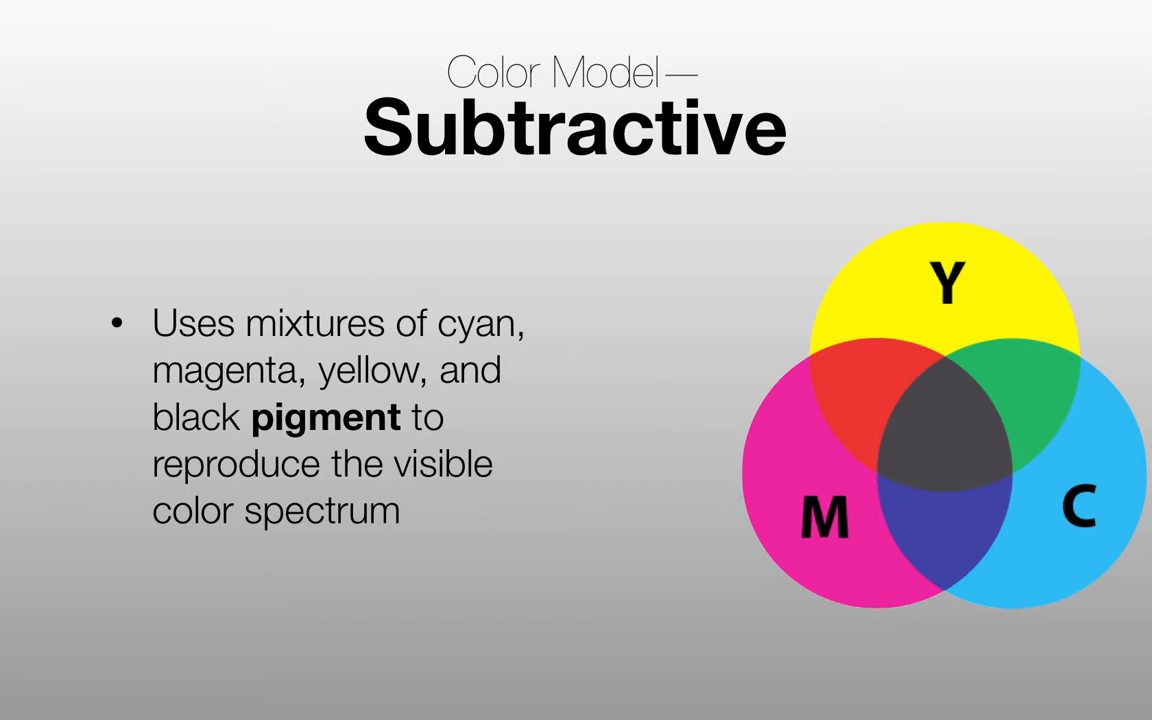 Color Model—
Subtractive
• Uses mixtures of cyan,
magenta, yellow, and
black pigment to
reproduce the visible
color spectrum
Y
M
C